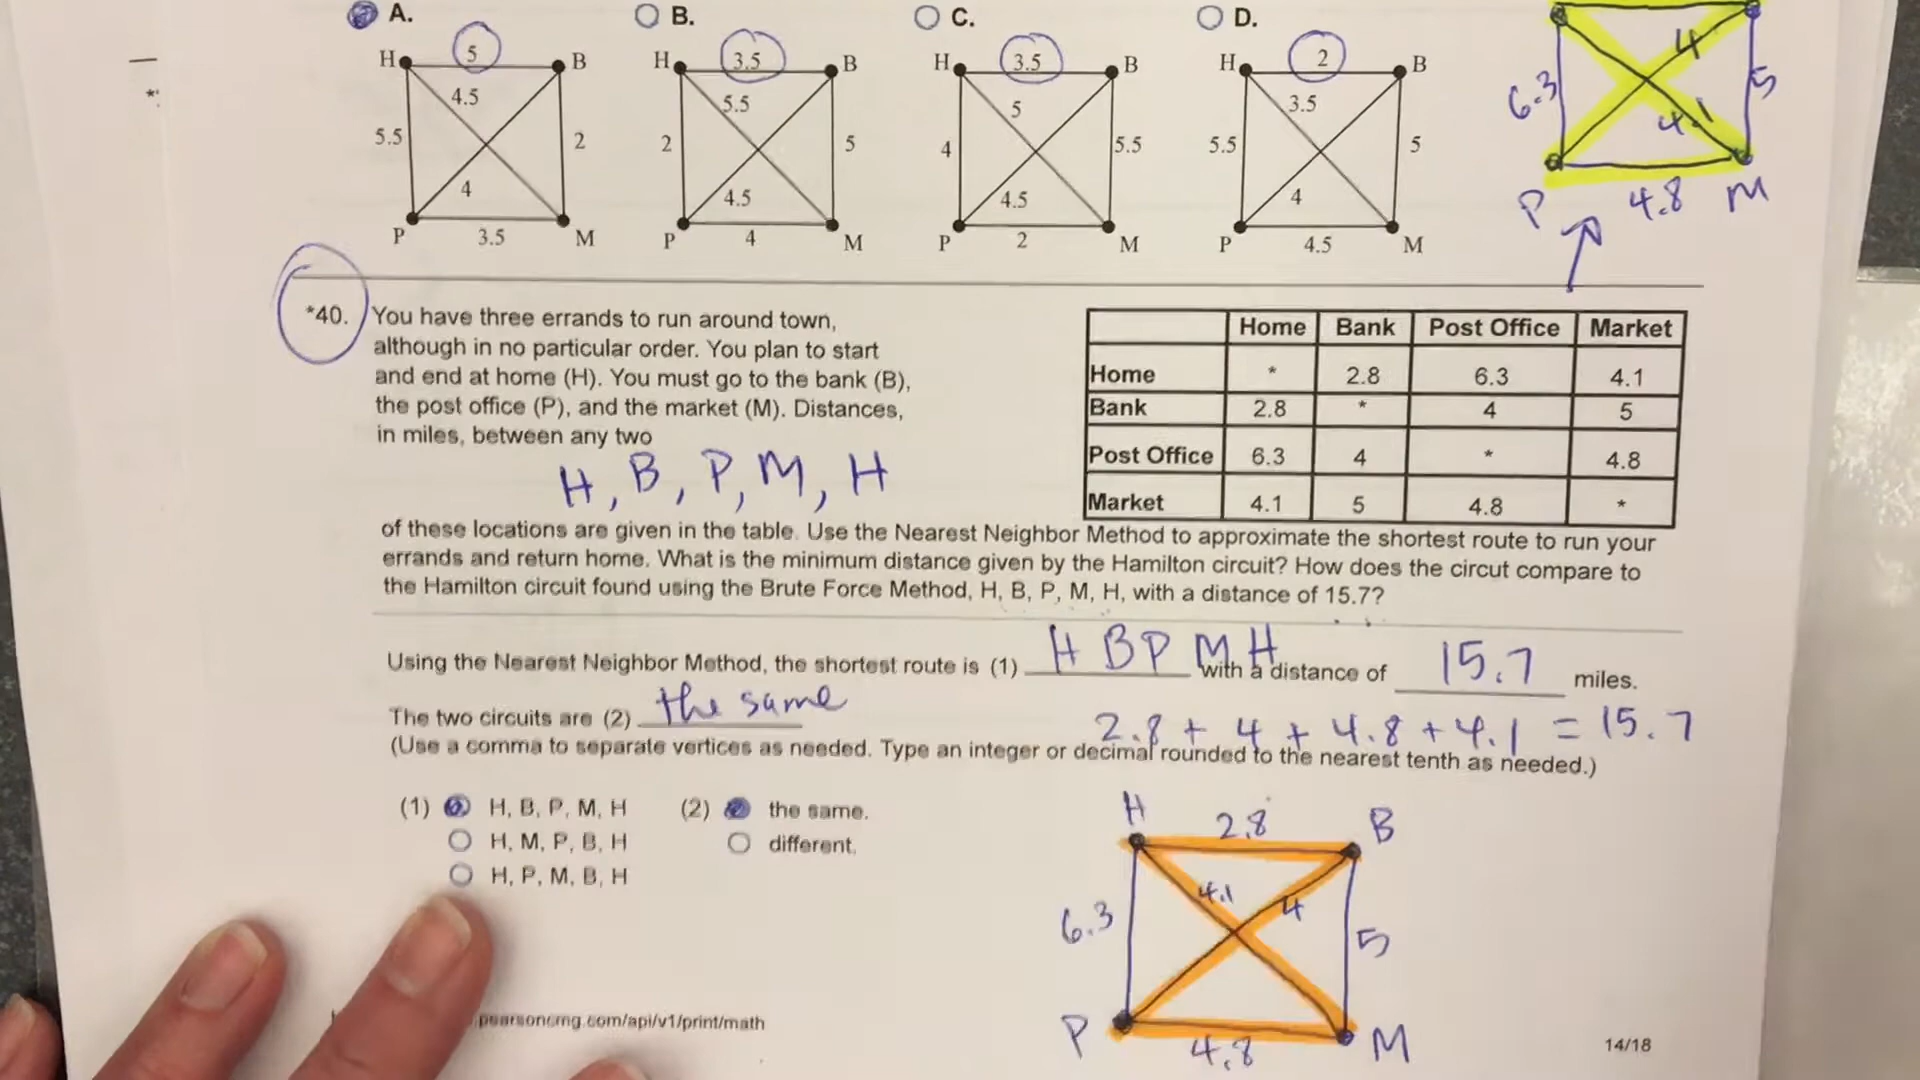 A. B. C. D.
H 5 B H 3.5 B H 3.5 B H 2 B
4.5 5.5 5 3.5 4
5.5 2 2 5 4 5.5 5.5 5 6.3 5
4 4.5 4.5 4 4.1
P 3.5 M P 4 M P 2 M P 4.5 M P 4.8 M
*40. You have three errands to run around town,
although in no particular order. You plan to start
and end at home (H). You must go to the bank (B),
the post office (P), and the market (M). Distances,
in miles, between any two
H, B, P, M, H
Home Bank Post Office Market
Home * 2.8 6.3 4.1
Bank 2.8 * 4 5
Post Office 6.3 4 * 4.8
Market 4.1 5 4.8 *
of these locations are given in the table. Use the Nearest Neighbor Method to approximate the shortest route to run your
errands and return home. What is the minimum distance given by the Hamilton circuit? How does the circut compare to
the Hamilton circuit found using the Brute Force Method, H, B, P, M, H, with a distance of 15.7?
Using the Nearest Neighbor Method, the shortest route is (1) H B P M H with a distance of 15.7 miles.
The two circuits are (2) the same
2.8 + 4 + 4.8 + 4.1 = 15.7
(Use a comma to separate vertices as needed. Type an integer or decimal rounded to the nearest tenth as needed.)
(1) H, B, P, M, H (2) the same.
H, M, P, B, H different.
H, P, M, B, H
H 2.8 B
4.1 4
6.3 5
P 4.8 M
pearsoncmg.com/api/v1/print/math
14/18